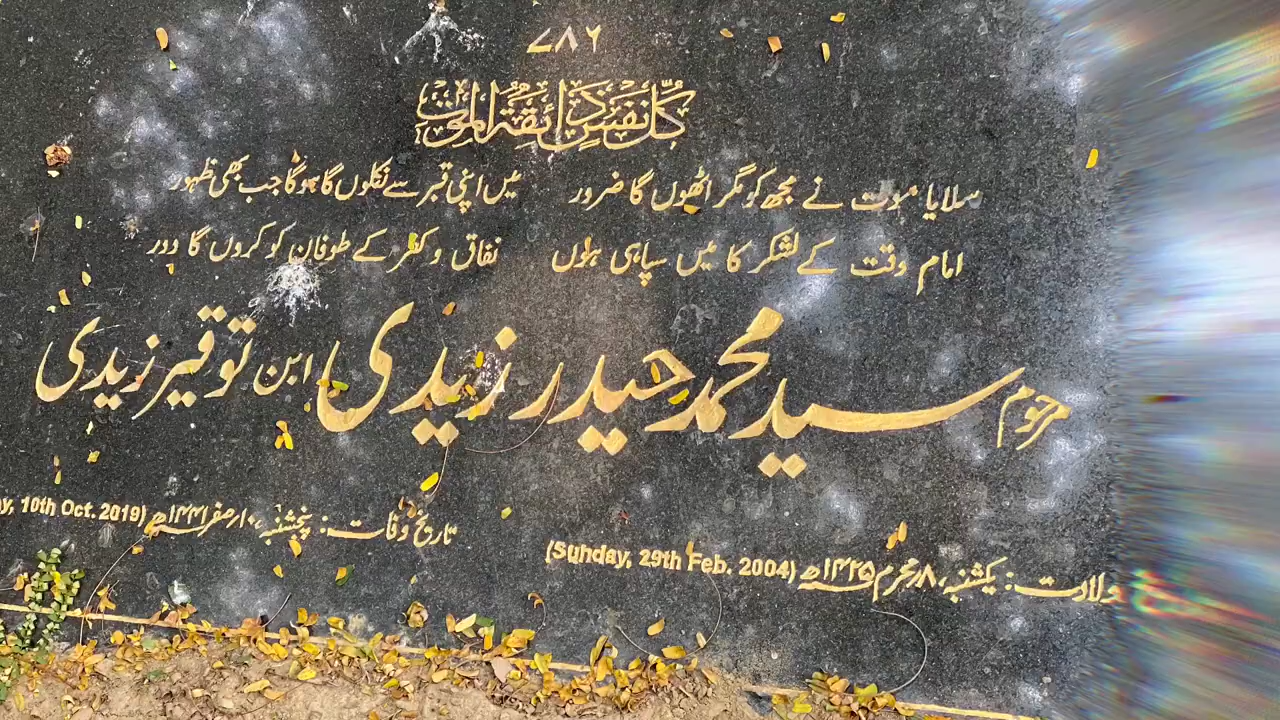 ۷۸۶
كُلُّ نَفْسٍ ذَائِقَةُ الْمَوْتِ
سلایا موت نے مجھ کو مگر اٹھوں گا ضرور میں اپنی قبر سے نکلوں گا ہوگا جب بھی ظہور
امام وقت کے لشکر کا میں سپاہی ہوں نفاق و کفر کے طوفان کو کروں گا دور
مرحوم سید محمد حیدر زیدی ابن توقیر زیدی
ولادت: یکشنبہ، ۸ محرم ۱۴۲۵ھ (Sunday, 29th Feb. 2004)
تاریخ وفات: پنجشنبہ، ۱۰ صفر ۱۴۴۱ھ (10th Oct. 2019